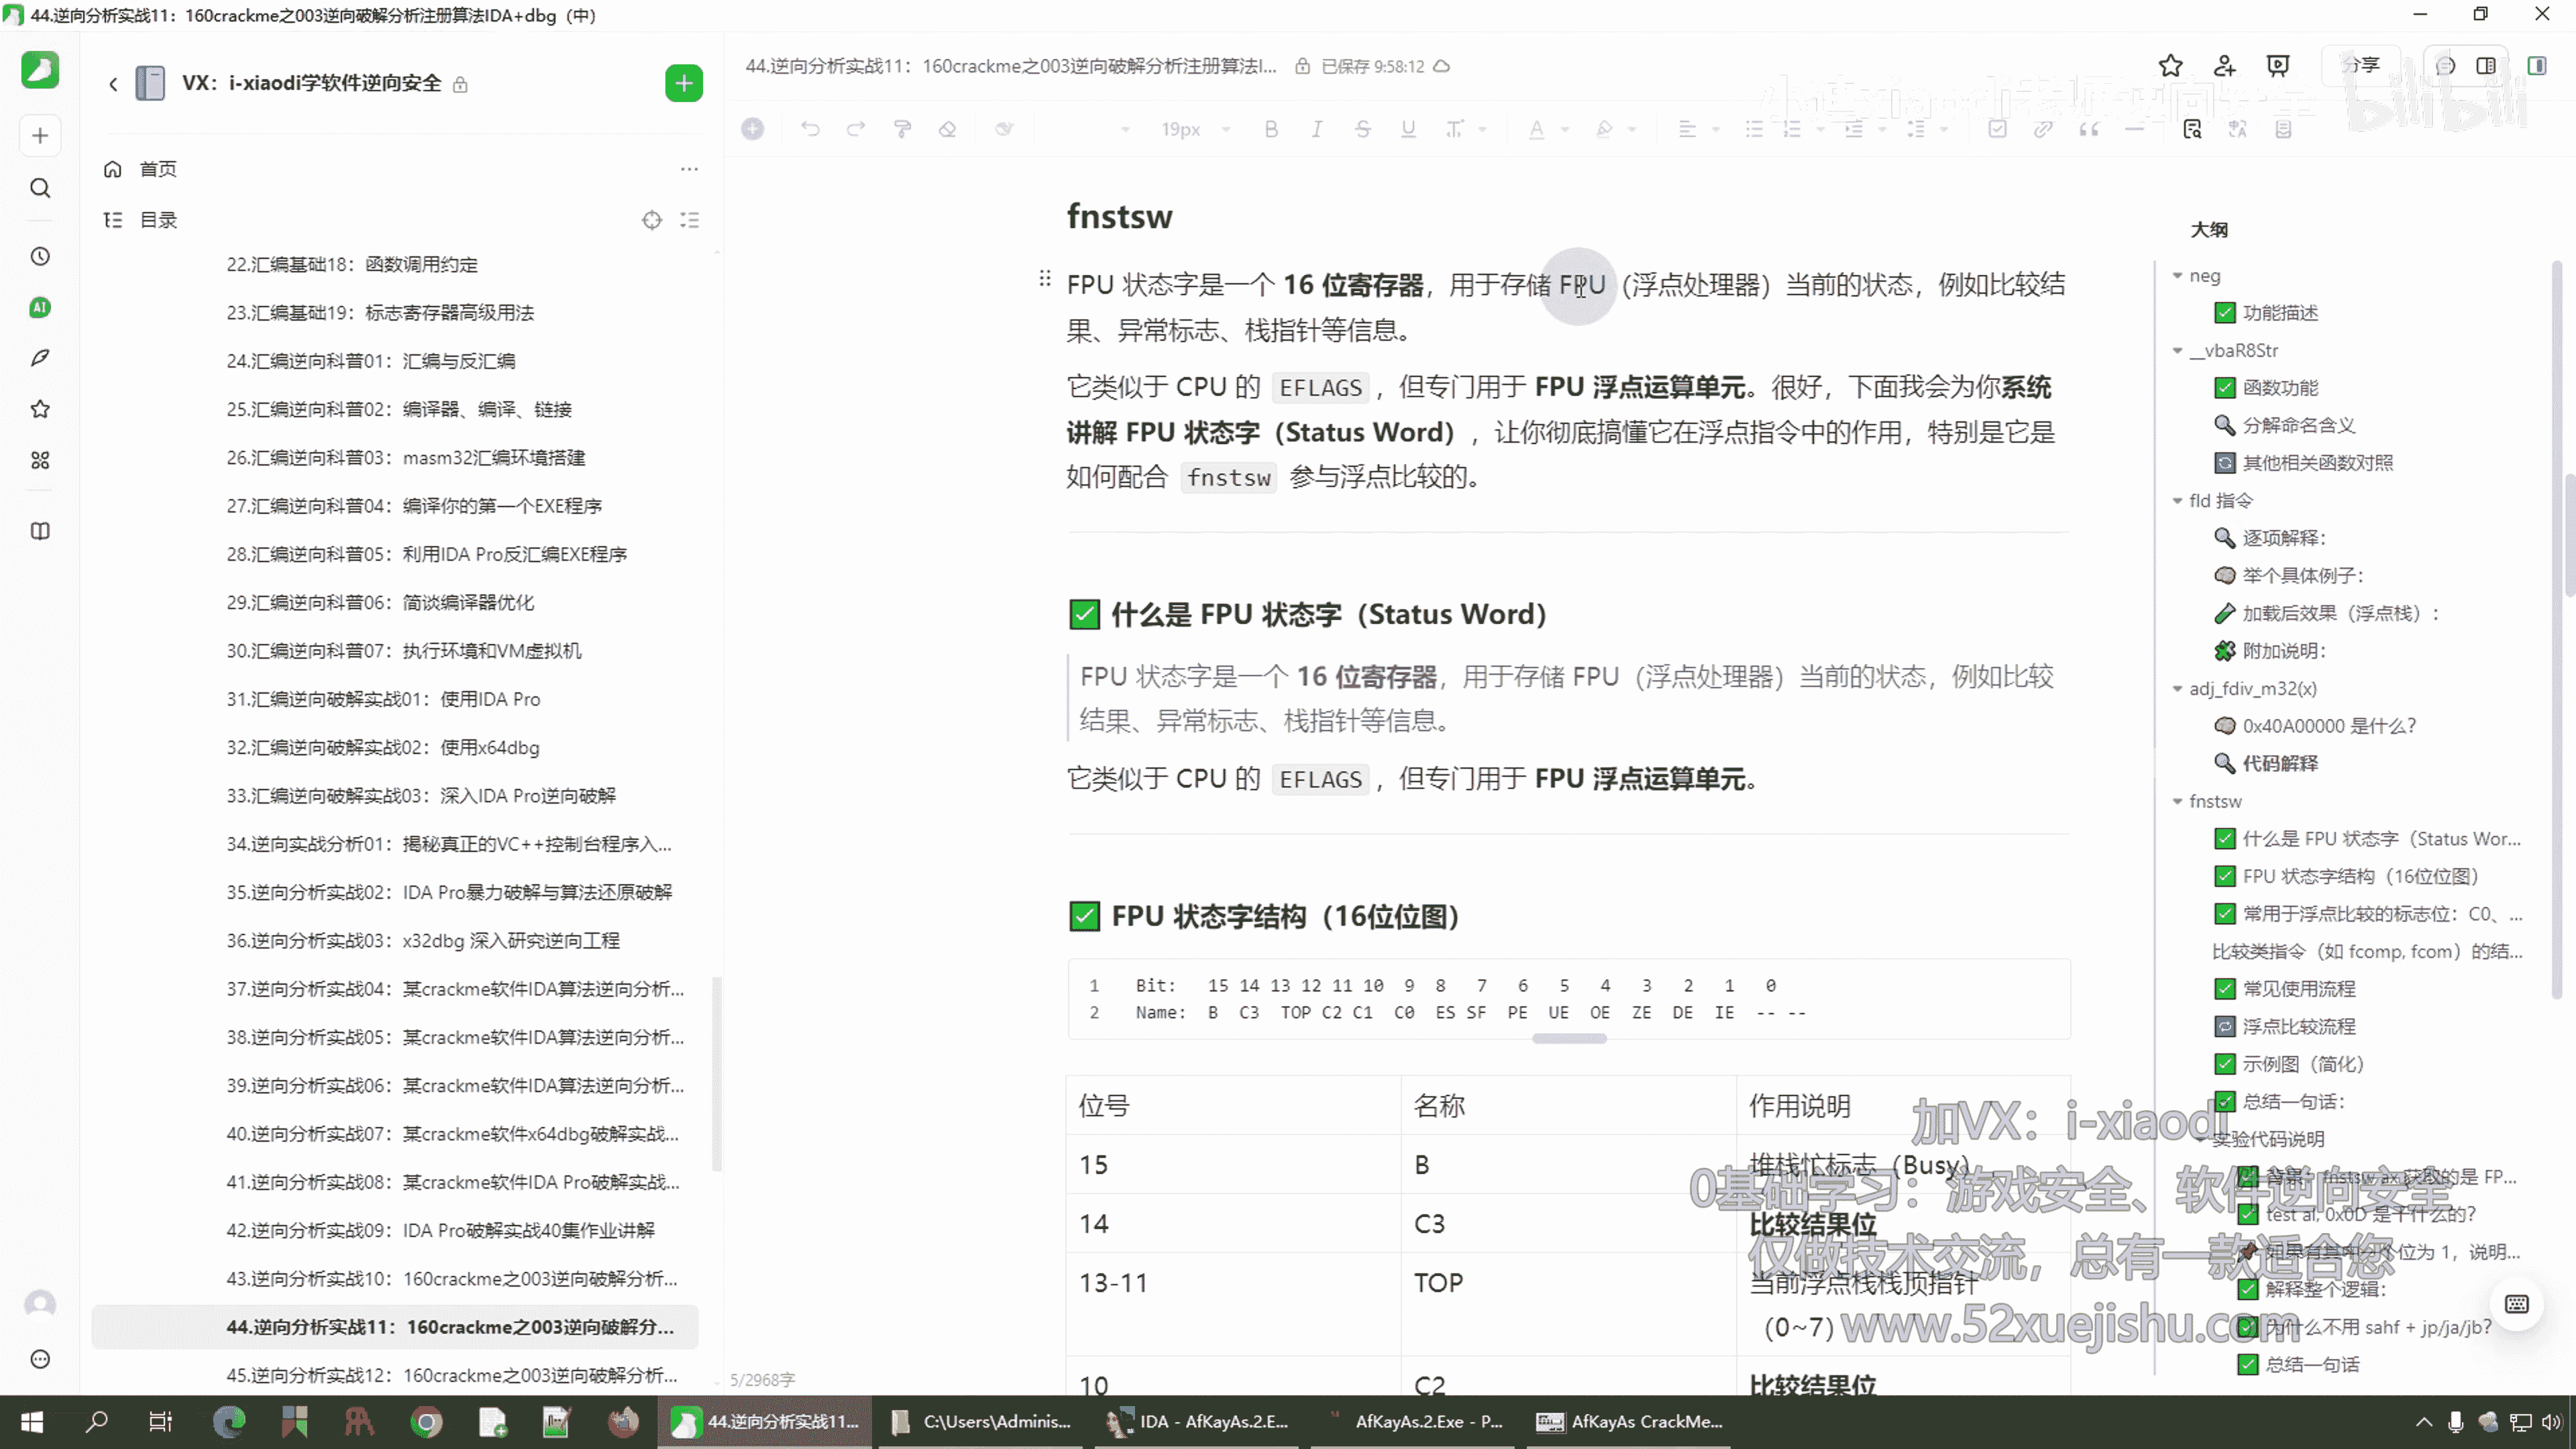 44.逆向分析实战11：160crackme之003逆向破解分析注册算法IDA+dbg（中）
VX：i-xiaodi学软件逆向安全
首页
目录
22.汇编基础18：函数调用约定
23.汇编基础19：标志寄存器高级用法
24.汇编逆向科普01：汇编与反汇编
25.汇编逆向科普02：编译器、编译、链接
26.汇编逆向科普03：masm32汇编环境搭建
27.汇编逆向科普04：编译你的第一个EXE程序
28.汇编逆向科普05：利用IDA Pro反汇编EXE程序
29.汇编逆向科普06：简谈编译器优化
30.汇编逆向科普07：执行环境和VM虚拟机
31.汇编逆向破解实战01：使用IDA Pro
32.汇编逆向破解实战02：使用x64dbg
33.汇编逆向破解实战03：深入IDA Pro逆向破解
34.逆向实战分析01：揭秘真正的VC++控制台程序入...
35.逆向分析实战02：IDA Pro暴力破解与算法还原破解
36.逆向分析实战03：x32dbg 深入研究逆向工程
37.逆向分析实战04：某crackme软件IDA算法逆向分析...
38.逆向分析实战05：某crackme软件IDA算法逆向分析...
39.逆向分析实战06：某crackme软件IDA算法逆向分析...
40.逆向分析实战07：某crackme软件x64dbg破解实战...
41.逆向分析实战08：某crackme软件IDA Pro破解实战...
42.逆向分析实战09：IDA Pro破解实战40集作业讲解
43.逆向分析实战10：160crackme之003逆向破解分析...
44.逆向分析实战11：160crackme之003逆向破解分...
45.逆向分析实战12：160crackme之003逆向破解分析...
44.逆向分析实战11：160crackme之003逆向破解分析注册算法I... 已保存 9:58:12
分享
bilibili
19px
fnstsw
FPU 状态字是一个 16 位寄存器，用于存储 FPU（浮点处理器）当前的状态，例如比较结
果、异常标志、栈指针等信息。
它类似于 CPU 的 EFLAGS ，但专门用于 FPU 浮点运算单元。很好，下面我会为你系统
讲解 FPU 状态字（Status Word），让你彻底搞懂它在浮点指令中的作用，特别是它是
如何配合 fnstsw 参与浮点比较的。
✅ 什么是 FPU 状态字（Status Word）
FPU 状态字是一个 16 位寄存器，用于存储 FPU（浮点处理器）当前的状态，例如比较
结果、异常标志、栈指针等信息。
它类似于 CPU 的 EFLAGS ，但专门用于 FPU 浮点运算单元。
✅ FPU 状态字结构（16位位图）
1 Bit: 15 14 13 12 11 10 9 8 7 6 5 4 3 2 1 0
2 Name: B C3 TOP C2 C1 C0 ES SF PE UE OE ZE DE IE -- --
位号 名称 作用说明
15 B 堆栈忙标志（Busy）
14 C3 比较结果位
13-11 TOP 当前浮点栈栈顶指针
（0~7）
10 C2 比较结果位
5/2968字
大纲
neg
✅ 功能描述
__vbaR8Str
✅ 函数功能
🔍 分解命名含义
其他相关函数对照
fld 指令
🔍 逐项解释：
举个具体例子：
加载后效果（浮点栈）：
附加说明：
adj_fdiv_m32(x)
0x40A00000 是什么？
🔍 代码解释
fnstsw
✅ 什么是 FPU 状态字（Status Wor...
✅ FPU 状态字结构（16位位图）
✅ 常用于浮点比较的标志位：C0、...
比较类指令（如 fcomp, fcom）的结...
✅ 常见使用流程
浮点比较流程
✅ 示例图（简化）
✅ 总结一句话：
实验代码说明
✅ 背景：fnstsw ax 获取的是 FP...
✅ test al, 0x0D 是干什么的？
如果有其中一个位为 1，说明...
✅ 解释整个逻辑：
✅ 为什么不用 sahf + jp/ja/jb？
✅ 总结一句话
加VX：i-xiaodi
0基础学习：游戏安全、软件逆向安全
仅做技术交流，总有一款适合您
www.52xuejishu.com
44.逆向分析实战11...
C:\Users\Adminis...
IDA - AfKayAs.2.E...
AfKayAs.2.Exe - P...
AfKayAs CrackMe...